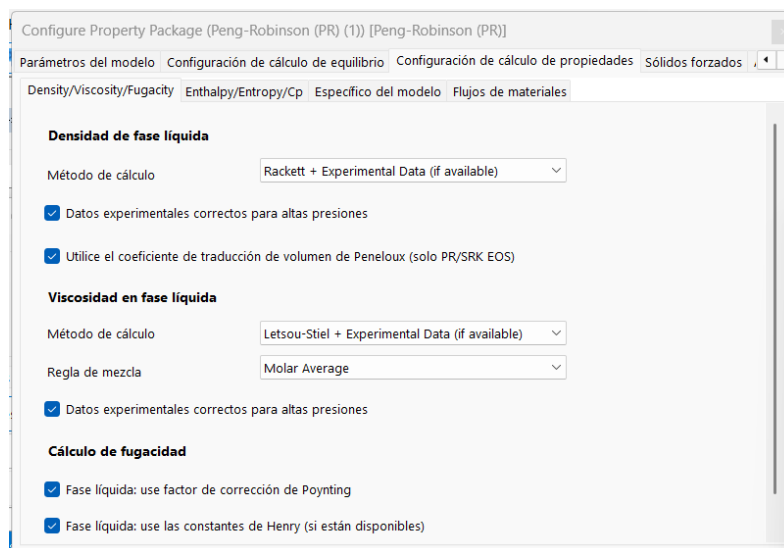 Configure Property Package (Peng-Robinson (PR) (1)) [Peng-Robinson (PR)]
Parámetros del modelo Configuración de cálculo de equilibrio Configuración de cálculo de propiedades Sólidos forzados
Density/Viscosity/Fugacity Enthalpy/Entropy/Cp Específico del modelo Flujos de materiales
Densidad de fase líquida
Método de cálculo Rackett + Experimental Data (if available)
Datos experimentales correctos para altas presiones
Utilice el coeficiente de traducción de volumen de Peneloux (solo PR/SRK EOS)
Viscosidad en fase líquida
Método de cálculo Letsou-Stiel + Experimental Data (if available)
Regla de mezcla Molar Average
Datos experimentales correctos para altas presiones
Cálculo de fugacidad
Fase líquida: use factor de corrección de Poynting
Fase líquida: use las constantes de Henry (si están disponibles)